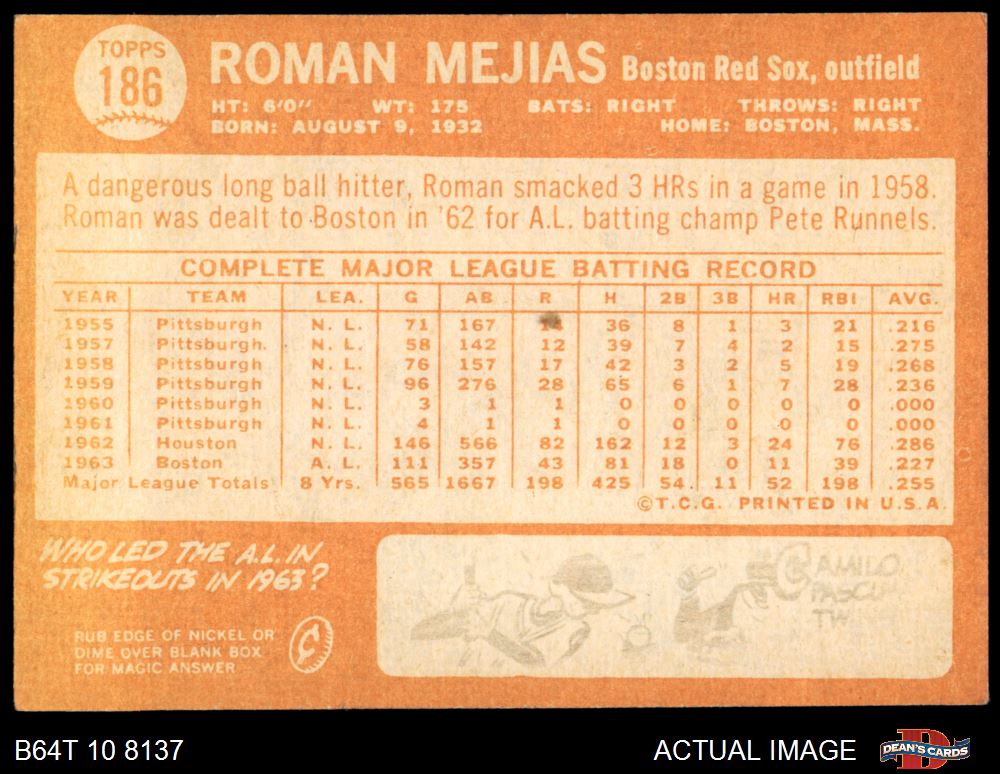 TOPPS
186
ROMAN MEJIAS Boston Red Sox, outfield
HT: 6'0" WT: 175 BATS: RIGHT THROWS: RIGHT
BORN: AUGUST 9, 1932 HOME: BOSTON, MASS.
A dangerous long ball hitter, Roman smacked 3 HRs in a game in 1958.
Roman was dealt to Boston in '62 for A.L. batting champ Pete Runnels.
COMPLETE MAJOR LEAGUE BATTING RECORD
YEAR TEAM LEA. G AB R H 2B 3B HR RBI AVG.
1955 Pittsburgh N. L. 71 167 14 36 8 1 3 21 .216
1957 Pittsburgh. N. L. 58 142 12 39 7 4 2 15 .275
1958 Pittsburgh N. L. 76 157 17 42 3 2 5 19 .268
1959 Pittsburgh N. L. 96 276 28 65 6 1 7 28 .236
1960 Pittsburgh N. L. 3 1 1 0 0 0 0 0 .000
1961 Pittsburgh N. L. 4 1 1 0 0 0 0 0 .000
1962 Houston N. L. 146 566 82 162 12 3 24 76 .286
1963 Boston A. L. 111 357 43 81 18 0 11 39 .227
Major League Totals 8 Yrs. 565 1667 198 425 54 11 52 198 .255
©T.C.G. PRINTED IN U.S.A.
WHO LED THE A.L. IN
STRIKEOUTS IN 1963?
RUB EDGE OF NICKEL OR
DIME OVER BLANK BOX
FOR MAGIC ANSWER
CAMILO
PASCU
TW
B64T 10 8137 ACTUAL IMAGE DEAN'S CARDS